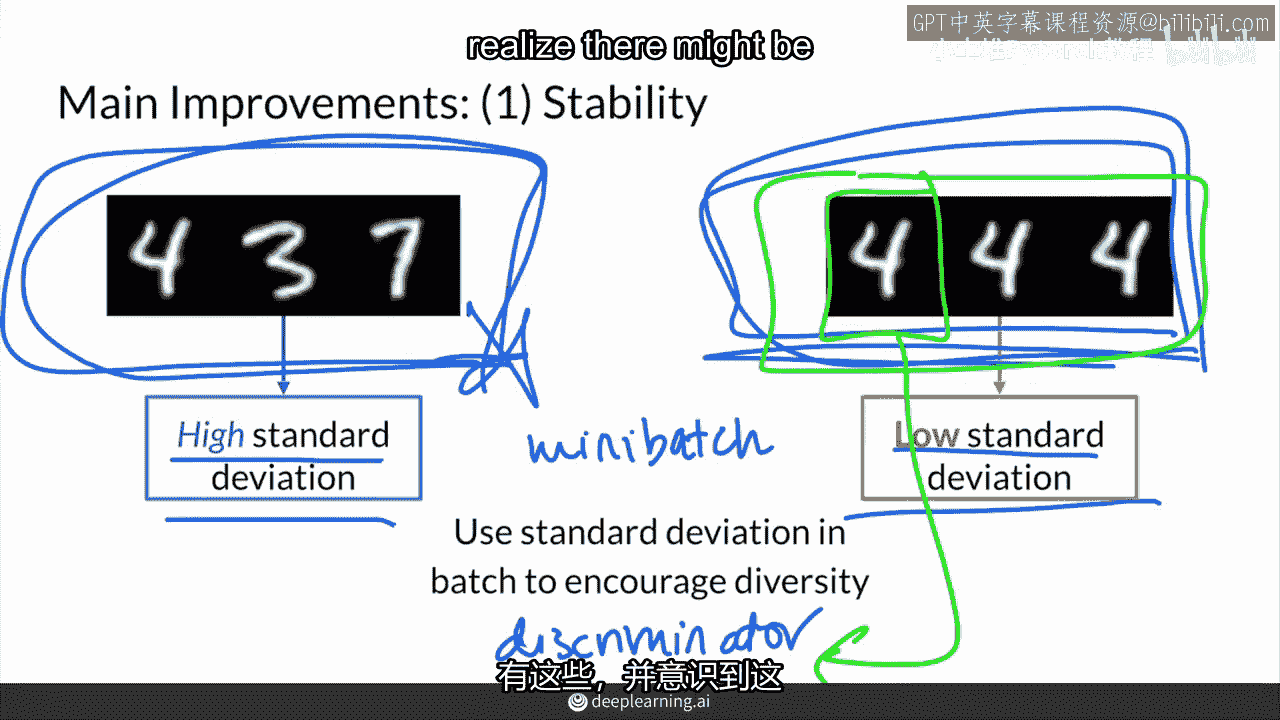 GPT中英字幕课程资源@bilibili.com
realize there might be
Main Improvements: (1) Stability
4 3 7
4 4 4
High standard
deviation
Low standard
deviation
minibatch
Use standard deviation in
batch to encourage diversity
discriminator
有这些，并意识到这
deeplearning.ai